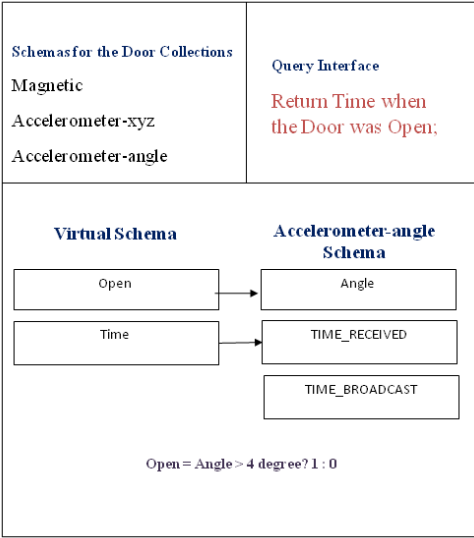 Schemas for the Door Collections
Magnetic
Accelerometer-xyz
Accelerometer-angle
Query Interface
Return Time when
the Door was Open;
Virtual Schema
Accelerometer-angle
Schema
Open
Angle
Time
TIME_RECEIVED
TIME_BROADCAST
Open = Angle > 4 degree? 1 : 0